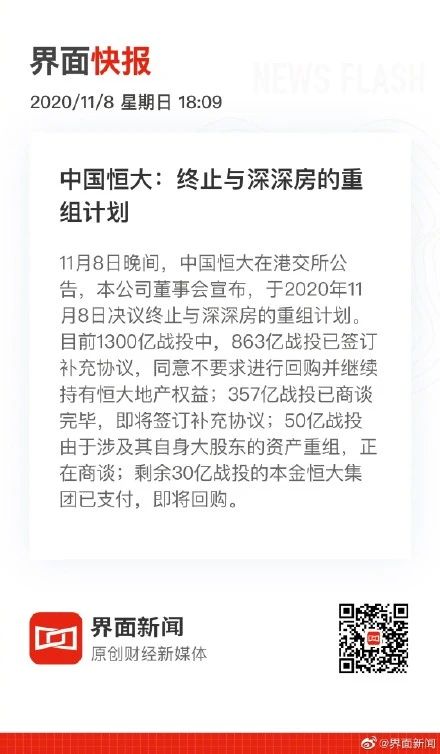 界面快报
NEWS FLASH
2020/11/8 星期日 18:09
中国恒大：终止与深深房的重
组计划
11月8日晚间，中国恒大在港交所公
告，本公司董事会宣布，于2020年11
月8日决议终止与深深房的重组计划。
目前1300亿战投中，863亿战投已签订
补充协议，同意不要求进行回购并继续
持有恒大地产权益；357亿战投已商谈
完毕，即将签订补充协议；50亿战投
由于涉及其自身大股东的资产重组，正
在商谈；剩余30亿战投的本金恒大集
团已支付，即将回购。
界面新闻
原创财经新媒体
@界面新闻